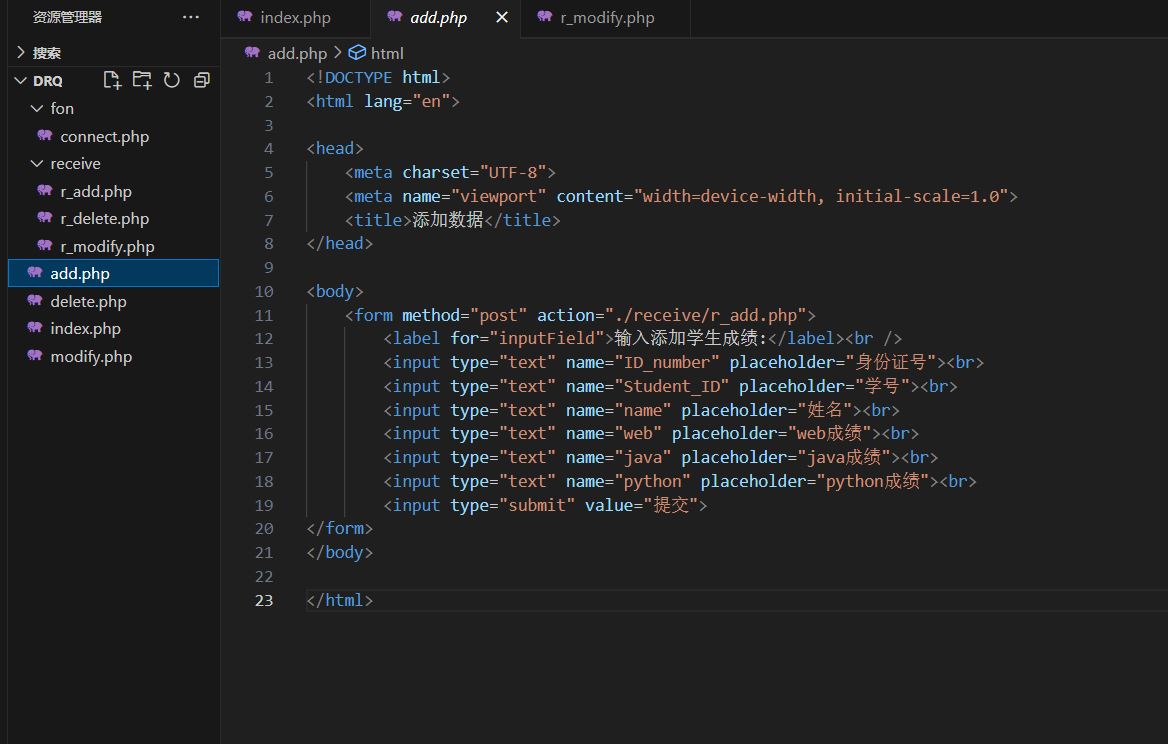 资源管理器 ···
搜索
DRQ
fon
connect.php
receive
r_add.php
r_delete.php
r_modify.php
add.php
delete.php
index.php
modify.php
index.php add.php r_modify.php
add.php > html
1 <!DOCTYPE html>
2 <html lang="en">
3
4 <head>
5 <meta charset="UTF-8">
6 <meta name="viewport" content="width=device-width, initial-scale=1.0">
7 <title>添加数据</title>
8 </head>
9
10 <body>
11 <form method="post" action="./receive/r_add.php">
12 <label for="inputField">输入添加学生成绩:</label><br />
13 <input type="text" name="ID_number" placeholder="身份证号"><br>
14 <input type="text" name="Student_ID" placeholder="学号"><br>
15 <input type="text" name="name" placeholder="姓名"><br>
16 <input type="text" name="web" placeholder="web成绩"><br>
17 <input type="text" name="java" placeholder="java成绩"><br>
18 <input type="text" name="python" placeholder="python成绩"><br>
19 <input type="submit" value="提交">
20 </form>
21 </body>
22
23 </html>